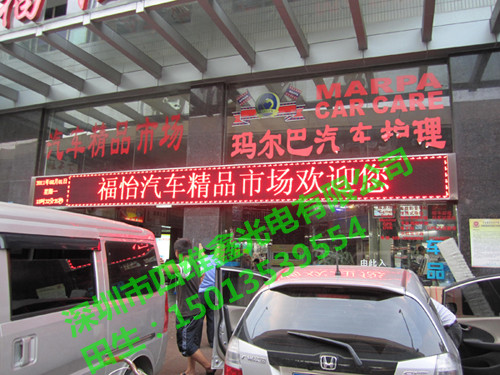 MARPA
CAR CARE
汽车精品市场
玛尔巴汽车护理
福怡汽车精品市场欢迎您
深圳市四佳鑫光电有限公司
田生：15013539554